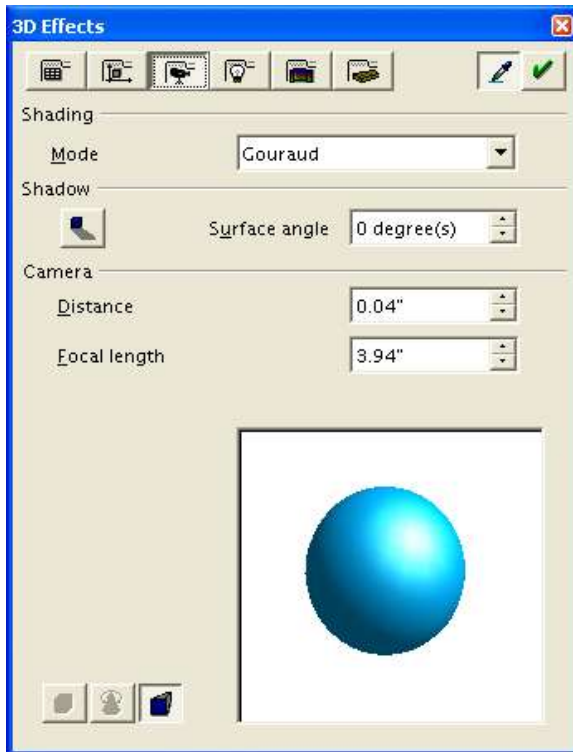 3D Effects
Shading
Mode Gouraud
Shadow
Surface angle 0 degree(s)
Camera
Distance 0.04"
Focal length 3.94"